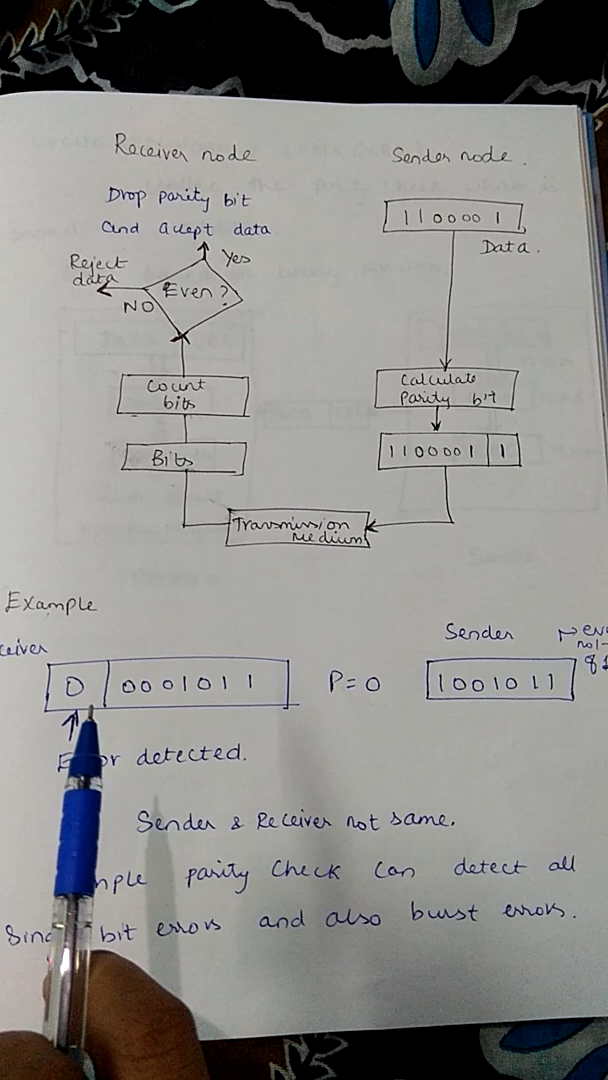 Receiver node
Sender node.
Drop parity bit
and accept data
Yes
Reject
data
NO
Even?
Count
bits
Bits
1100001
Data.
Calculate
parity bit
1100001 1
Transmission
Medium
Example
ceiver
0 0001011
P=0
Sender
1001011
Error detected.
Sender & Receiver not same.
parity check can detect all
bit errors and also burst errors.